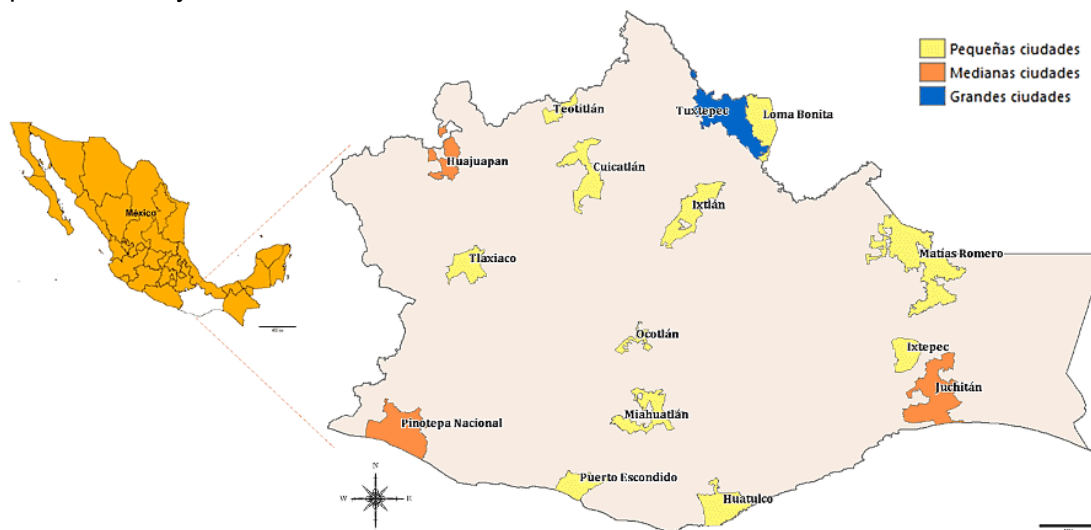 Pequeñas ciudades
Medianas ciudades
Grandes ciudades
Teotitlán
Tuxtepec
Loma Bonita
Huajuapan
Cuicatlán
Ixtlán
México
Tlaxiaco
Matías Romero
Ocotlán
Ixtepec
Juchitán
Miahuatlán
Pinotepa Nacional
Puerto Escondido
Huatulco
N
W
E
S